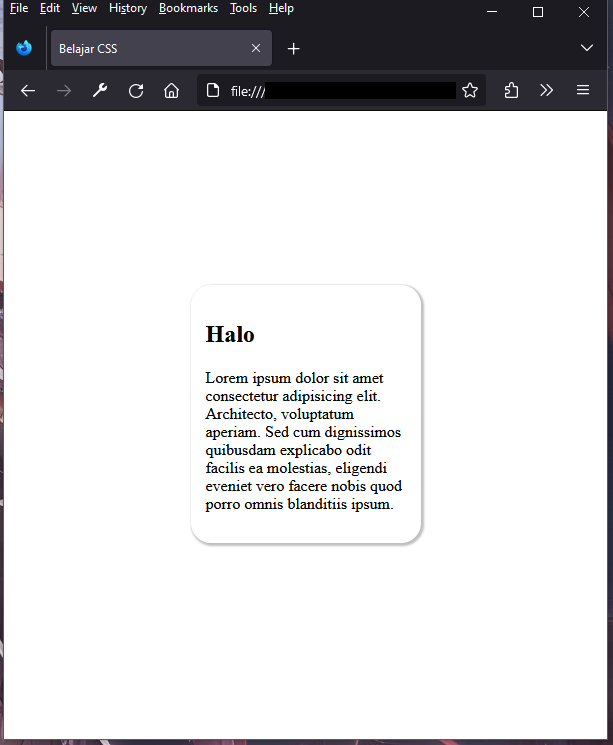 File Edit View History Bookmarks Tools Help
Belajar CSS
file:///
Halo
Lorem ipsum dolor sit amet
consectetur adipisicing elit.
Architecto, voluptatum
aperiam. Sed cum dignissimos
quibusdam explicabo odit
facilis ea molestias, eligendi
eveniet vero facere nobis quod
porro omnis blanditiis ipsum.